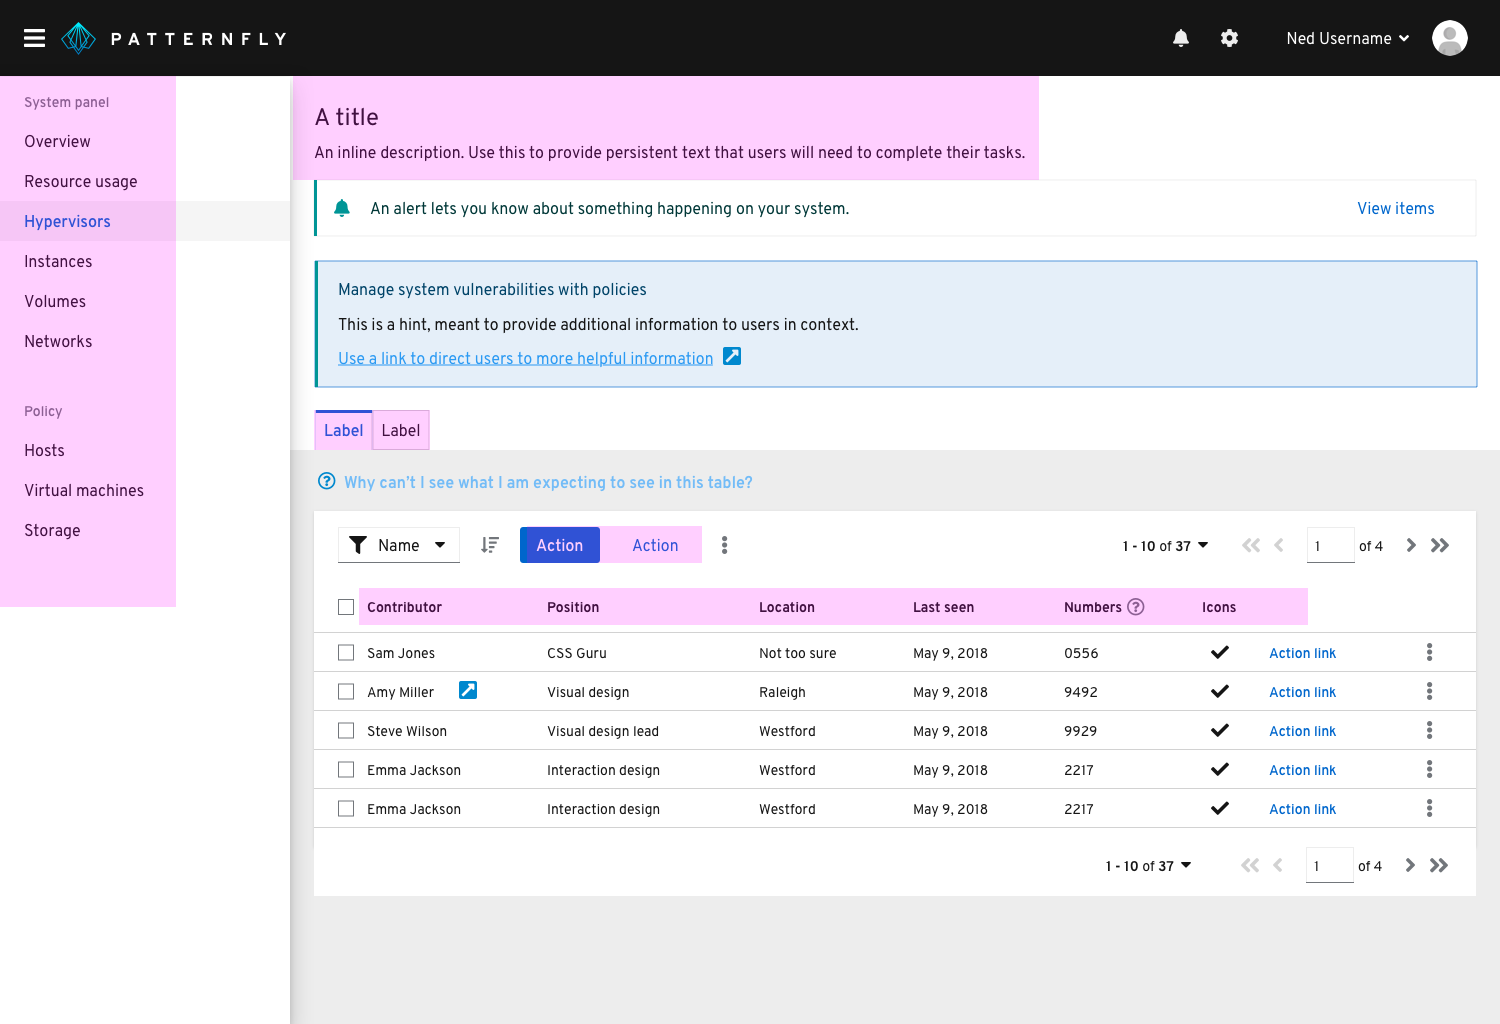 PATTERNFLY
Ned Username
System panel
Overview
Resource usage
Hypervisors
Instances
Volumes
Networks
Policy
Hosts
Virtual machines
Storage
A title
An inline description. Use this to provide persistent text that users will need to complete their tasks.
An alert lets you know about something happening on your system. View items
Manage system vulnerabilities with policies
This is a hint, meant to provide additional information to users in context.
Use a link to direct users to more helpful information
Label Label
Why can't I see what I am expecting to see in this table?
Name Action Action 1 - 10 of 37 1 of 4
Contributor Position Location Last seen Numbers Icons
Sam Jones CSS Guru Not too sure May 9, 2018 0556 Action link
Amy Miller Visual design Raleigh May 9, 2018 9492 Action link
Steve Wilson Visual design lead Westford May 9, 2018 9929 Action link
Emma Jackson Interaction design Westford May 9, 2018 2217 Action link
Emma Jackson Interaction design Westford May 9, 2018 2217 Action link
1 - 10 of 37 1 of 4